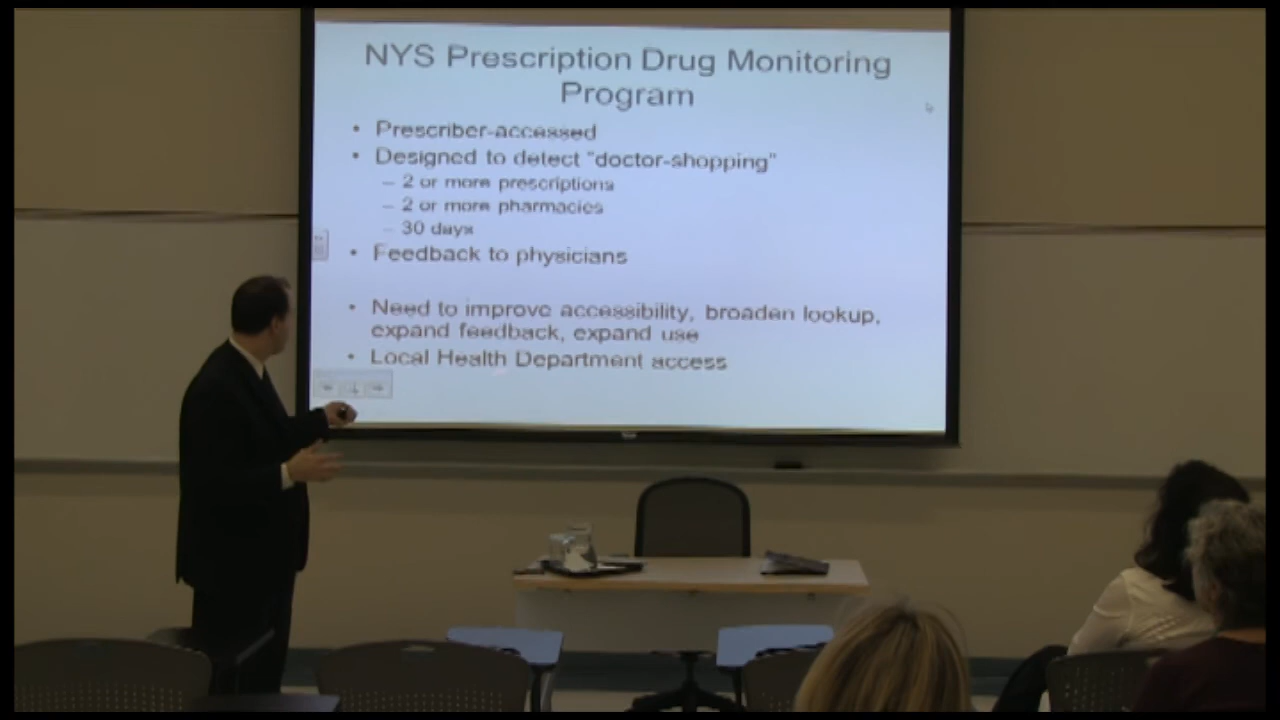 NYS Prescription Drug Monitoring
Program
• Prescriber-accessed
• Designed to detect "doctor-shopping"
– 2 or more prescriptions
– 2 or more pharmacies
– 30 days
• Feedback to physicians
• Need to improve accessibility, broaden lookup,
expand feedback, expand use
• Local Health Department access